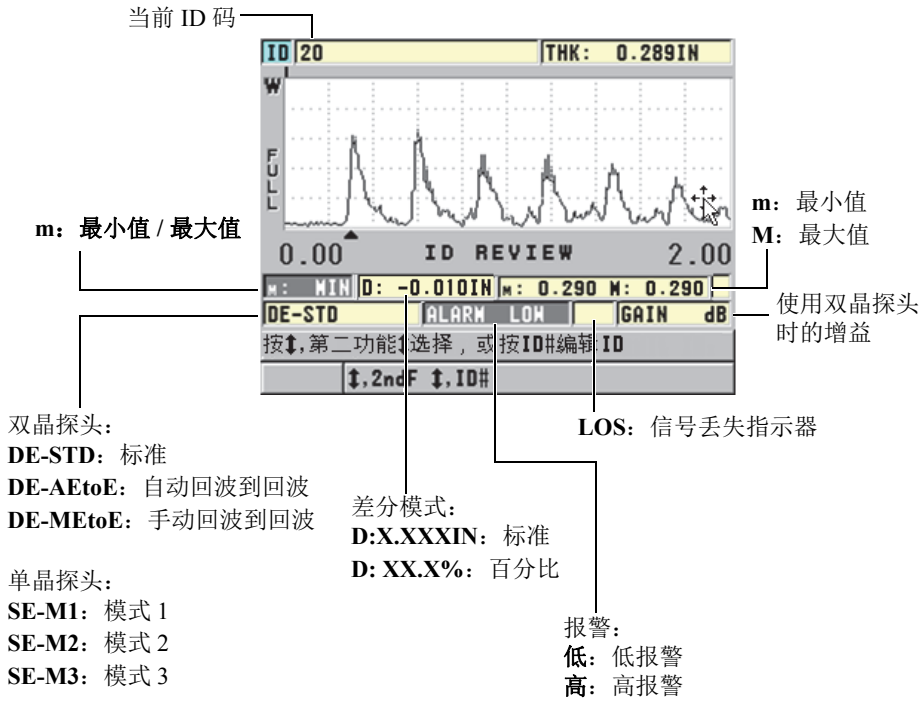 当前 ID 码
ID 20 THK: 0.289IN
W
FULL
0.00 ID REVIEW 2.00
m: MIN D: -0.010IN m: 0.290 M: 0.290
DE-STD ALARM LOW GAIN dB
按↕,第二功能↕选择,或按ID#编辑ID
↕,2ndF ↕,ID#
m:最小值 / 最大值
m:最小值
M:最大值
使用双晶探头
时的增益
LOS:信号丢失指示器
双晶探头:
DE-STD:标准
DE-AEtoE:自动回波到回波
DE-MEtoE:手动回波到回波
单晶探头:
SE-M1:模式 1
SE-M2:模式 2
SE-M3:模式 3
差分模式:
D:X.XXXIN:标准
D: XX.X%:百分比
报警:
低:低报警
高:高报警